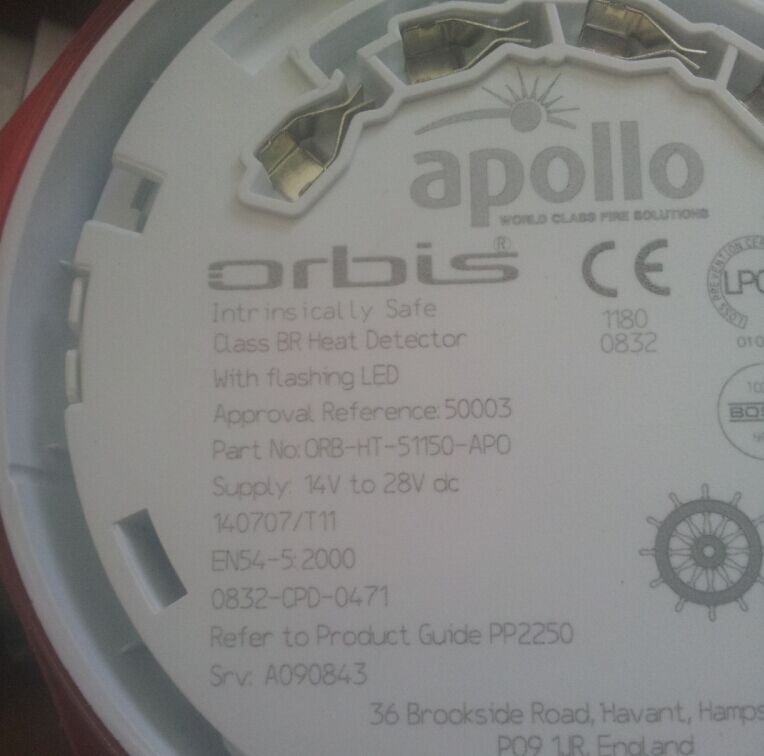 apollo
WORLD CLASS FIRE SOLUTIONS
orbis®
CE
LPC
Intrinsically Safe
1180
Class BR Heat Detector
0832
With flashing LED
Approval Reference: 50003
Part No: ORB-HT-51150-APO
Supply: 14V to 28V dc
140707/T11
EN54-5: 2000
0832-CPD-0471
Refer to Product Guide PP2250
Srv: A090843
36 Brookside Road, Havant,
PO9 1JR, England